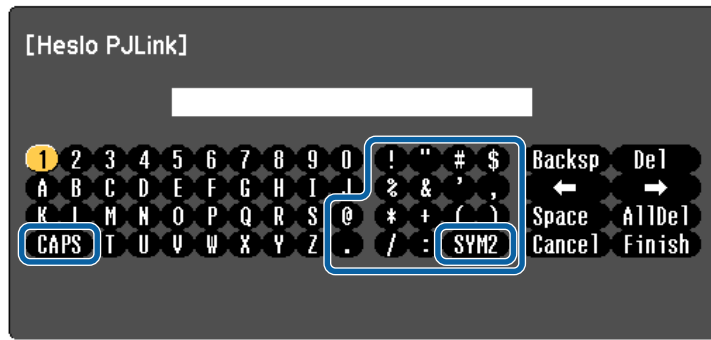 [Heslo PJLink]
1 2 3 4 5 6 7 8 9 0 ! " # $ Backsp Del
A B C D E F G H I J % & ' , ← →
K L M N O P Q R S @ * + ( ) Space AllDel
CAPS T U V W X Y Z . / : SYM2 Cancel Finish